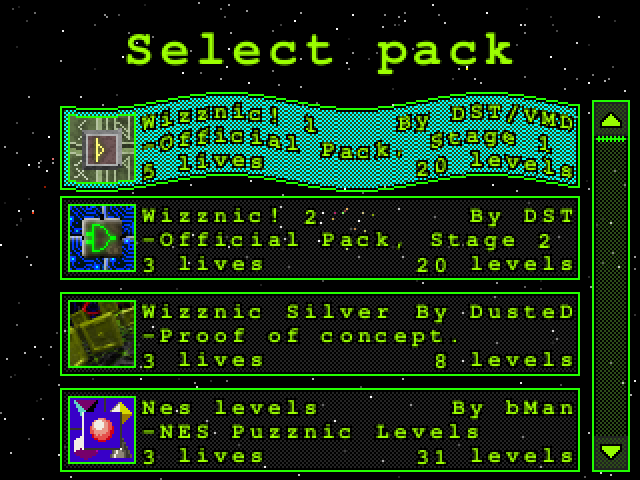 Select pack
Wizznic! 1 By DST/VMD
-Official Pack, Stage 1
5 lives 20 levels
Wizznic! 2 By DST
-Official Pack, Stage 2
3 lives 20 levels
Wizznic Silver By DusteD
-Proof of concept.
3 lives 8 levels
Nes levels By bMan
-NES Puzznic Levels
3 lives 31 levels